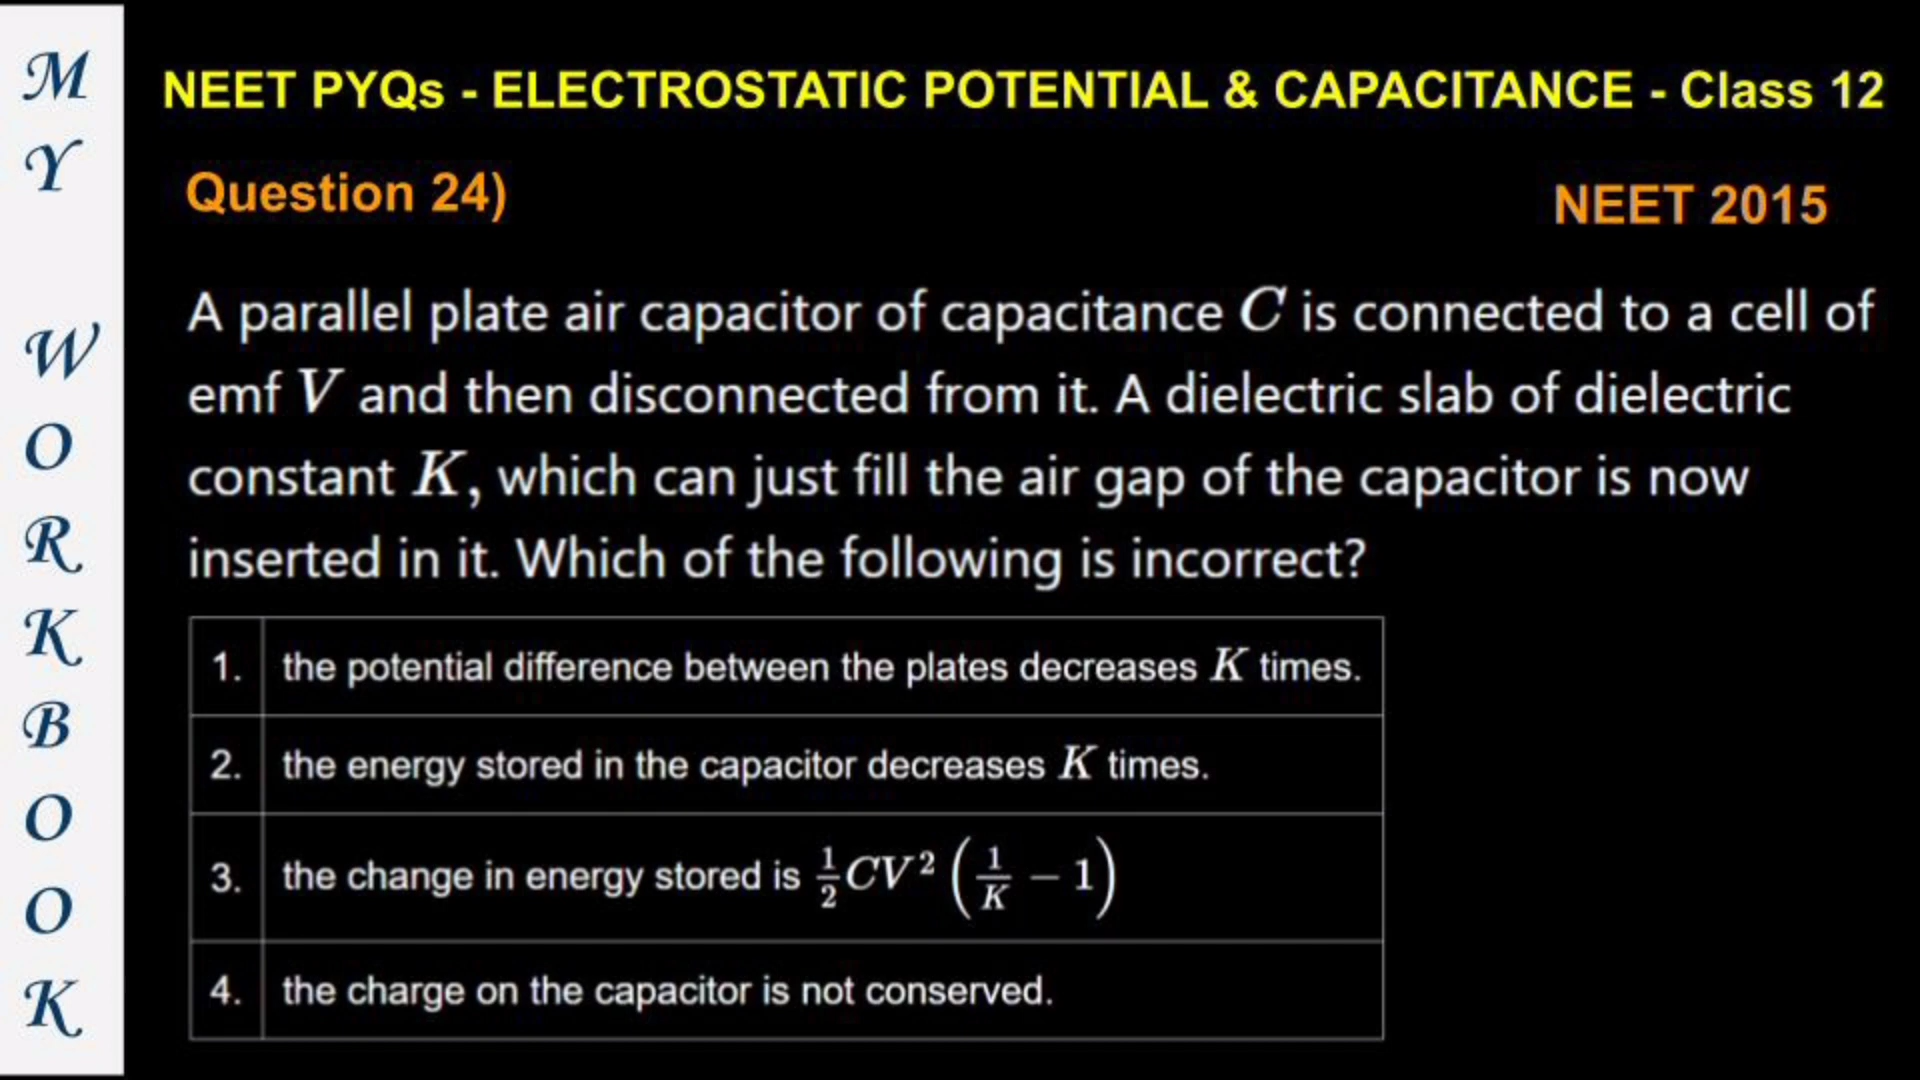 MY WORKBOOK
NEET PYQs - ELECTROSTATIC POTENTIAL & CAPACITANCE - Class 12
Question 24)
NEET 2015
A parallel plate air capacitor of capacitance C is connected to a cell of
emf V and then disconnected from it. A dielectric slab of dielectric
constant K, which can just fill the air gap of the capacitor is now
inserted in it. Which of the following is incorrect?
1. the potential difference between the plates decreases K times.
2. the energy stored in the capacitor decreases K times.
3. the change in energy stored is ½CV² (1/K − 1)
4. the charge on the capacitor is not conserved.